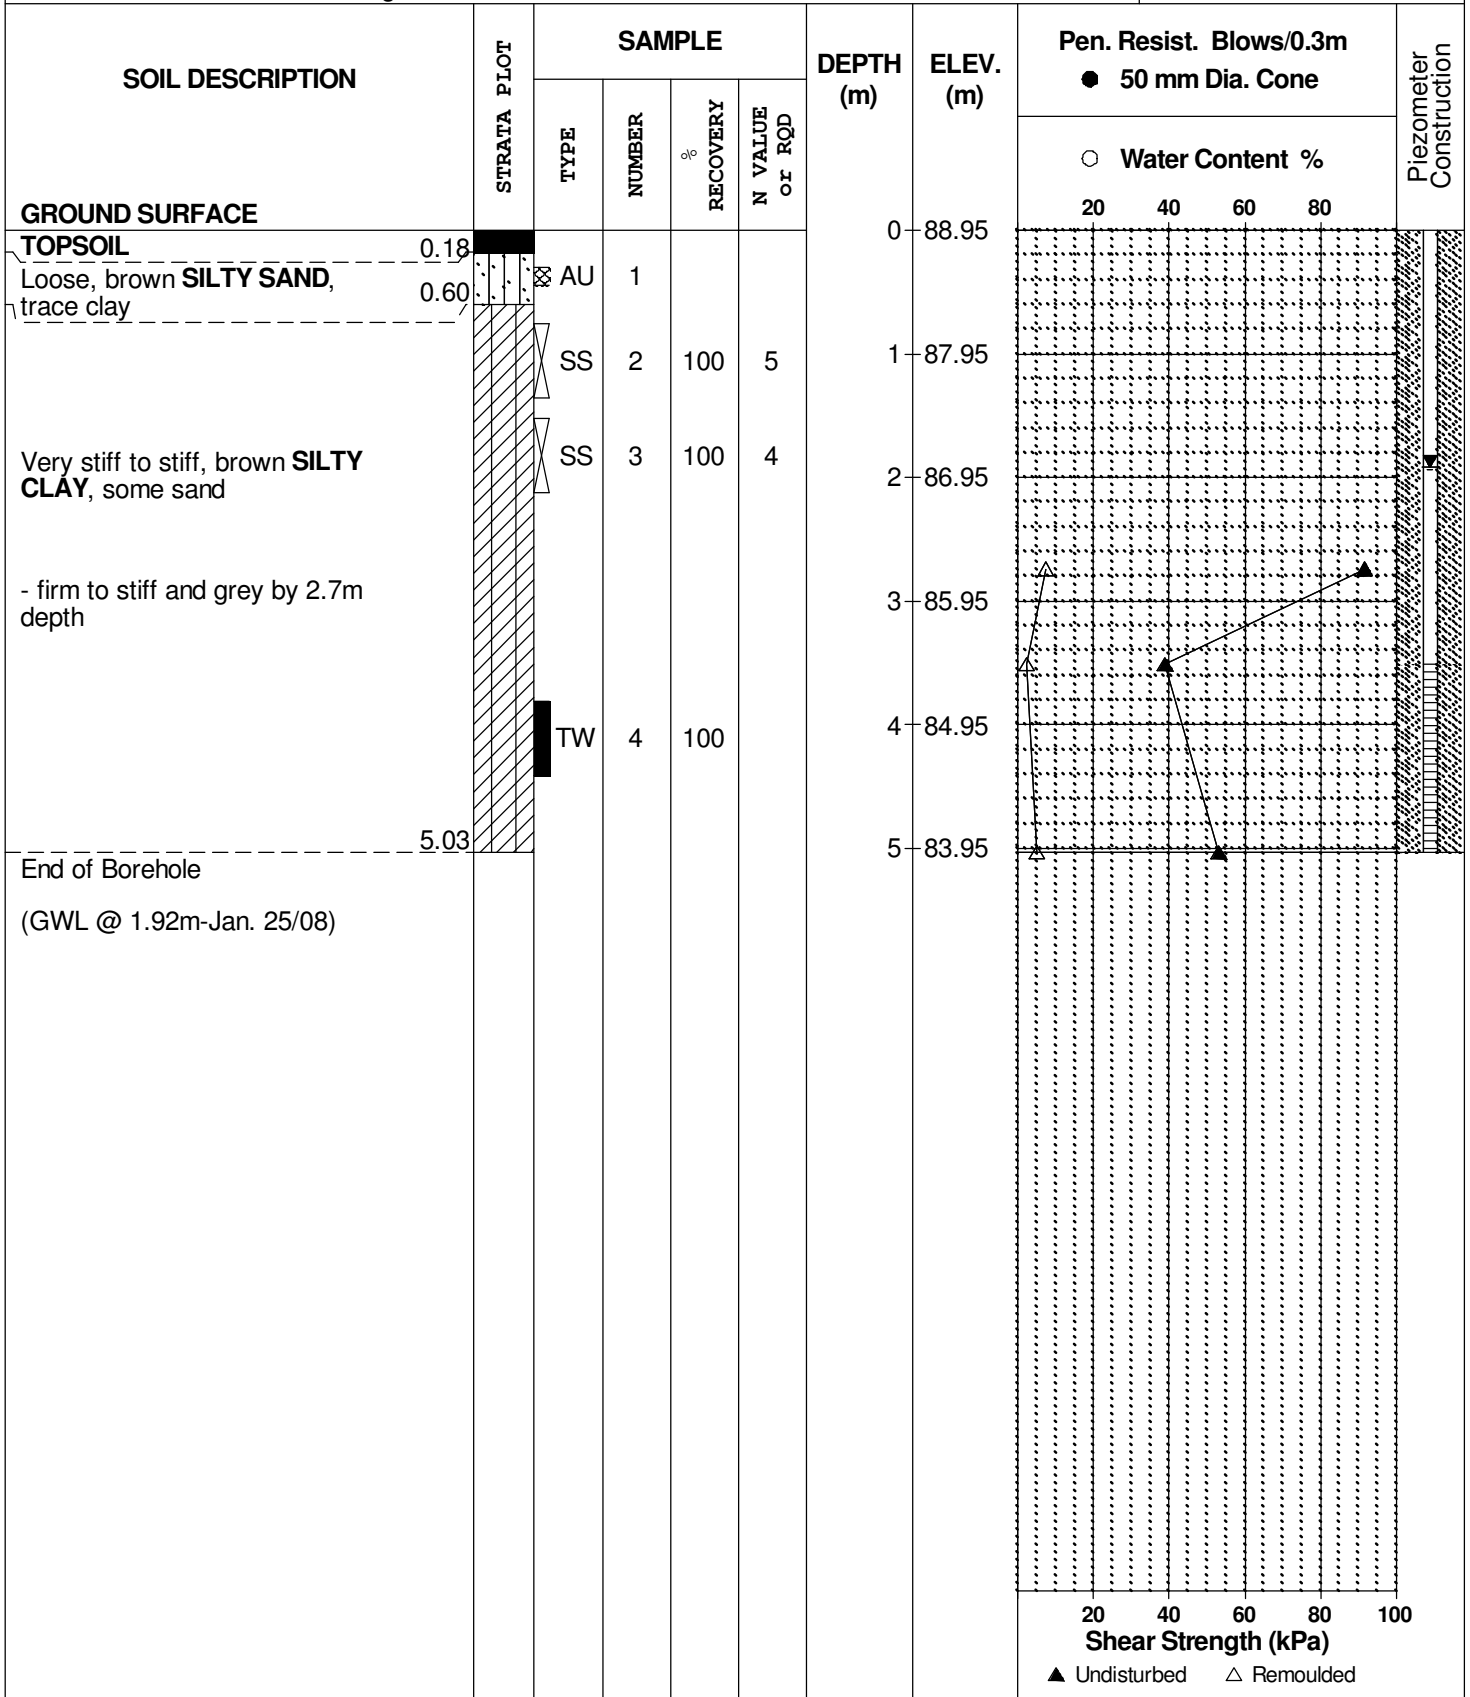 SOIL DESCRIPTION
GROUND SURFACE
STRATA PLOT
SAMPLE
TYPE
NUMBER
%
RECOVERY
N VALUE
or RQD
DEPTH
(m)
ELEV.
(m)
Pen. Resist. Blows/0.3m
● 50 mm Dia. Cone
○ Water Content %
20 40 60 80
Piezometer
Construction
TOPSOIL 0.18
Loose, brown SILTY SAND,
trace clay 0.60
AU 1
0 88.95
SS 2 100 5
1 87.95
Very stiff to stiff, brown SILTY
CLAY, some sand
SS 3 100 4
2 86.95
- firm to stiff and grey by 2.7m
depth
3 85.95
TW 4 100
4 84.95
5.03
5 83.95
End of Borehole
(GWL @ 1.92m-Jan. 25/08)
20 40 60 80 100
Shear Strength (kPa)
▲ Undisturbed △ Remoulded